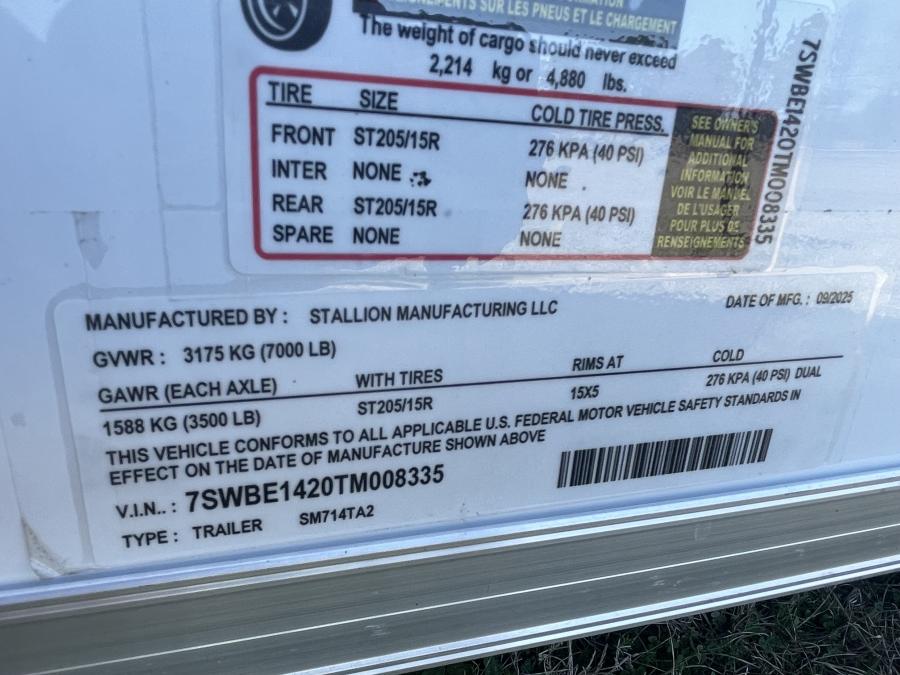 SUR LES PNEUS ET LE CHARGEMENT
The weight of cargo should never exceed
2,214 kg or 4,880 lbs.
TIRE SIZE COLD TIRE PRESS.
FRONT ST205/15R 276 KPA (40 PSI)
INTER NONE NONE
REAR ST205/15R 276 KPA (40 PSI)
SPARE NONE NONE
SEE OWNER'S
MANUAL FOR
ADDITIONAL
INFORMATION
VOIR LE MANUEL
DE L'USAGER
POUR PLUS DE
RENSEIGNEMENTS
7SWBE1420TM008335
MANUFACTURED BY : STALLION MANUFACTURING LLC DATE OF MFG. : 09/2025
GVWR : 3175 KG (7000 LB)
GAWR (EACH AXLE) WITH TIRES RIMS AT COLD
1588 KG (3500 LB) ST205/15R 15X5 276 KPA (40 PSI) DUAL
THIS VEHICLE CONFORMS TO ALL APPLICABLE U.S. FEDERAL MOTOR VEHICLE SAFETY STANDARDS IN
EFFECT ON THE DATE OF MANUFACTURE SHOWN ABOVE
V.I.N.. : 7SWBE1420TM008335
TYPE : TRAILER SM714TA2